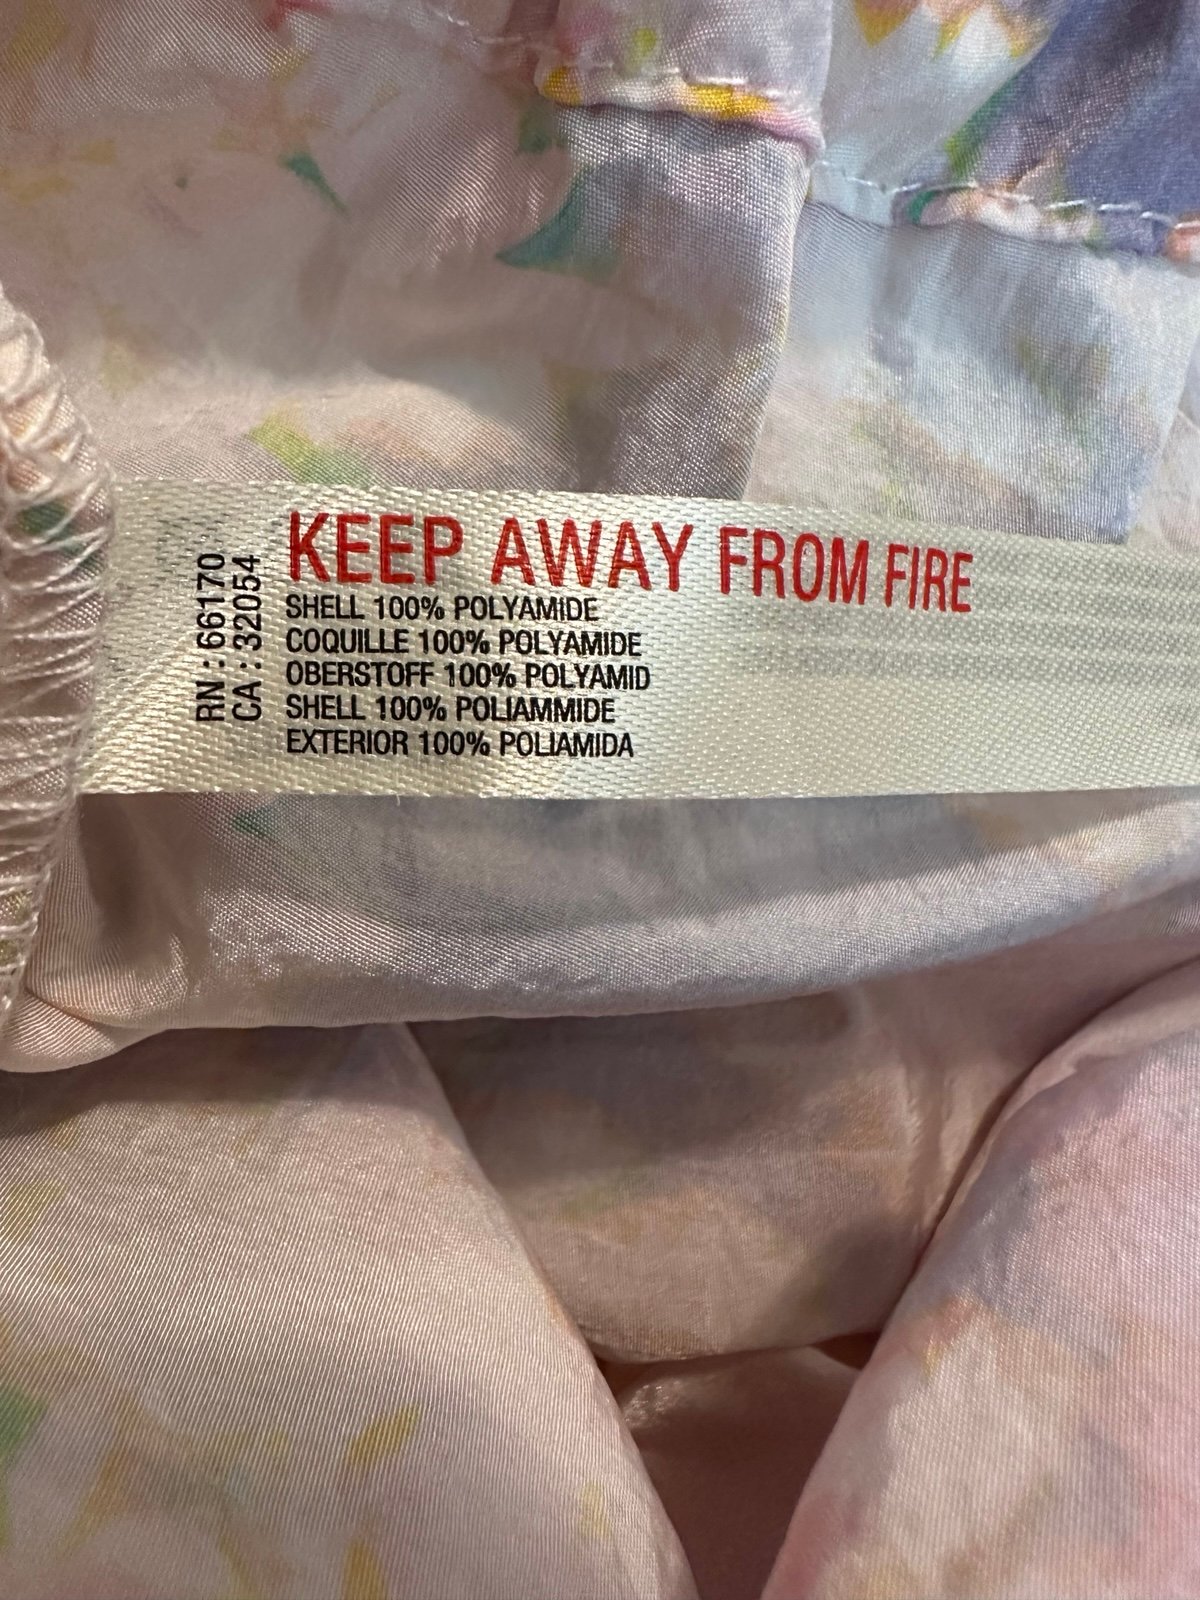 RN : 66170
CA : 32054
KEEP AWAY FROM FIRE
SHELL 100% POLYAMIDE
COQUILLE 100% POLYAMIDE
OBERSTOFF 100% POLYAMID
SHELL 100% POLIAMMIDE
EXTERIOR 100% POLIAMIDA